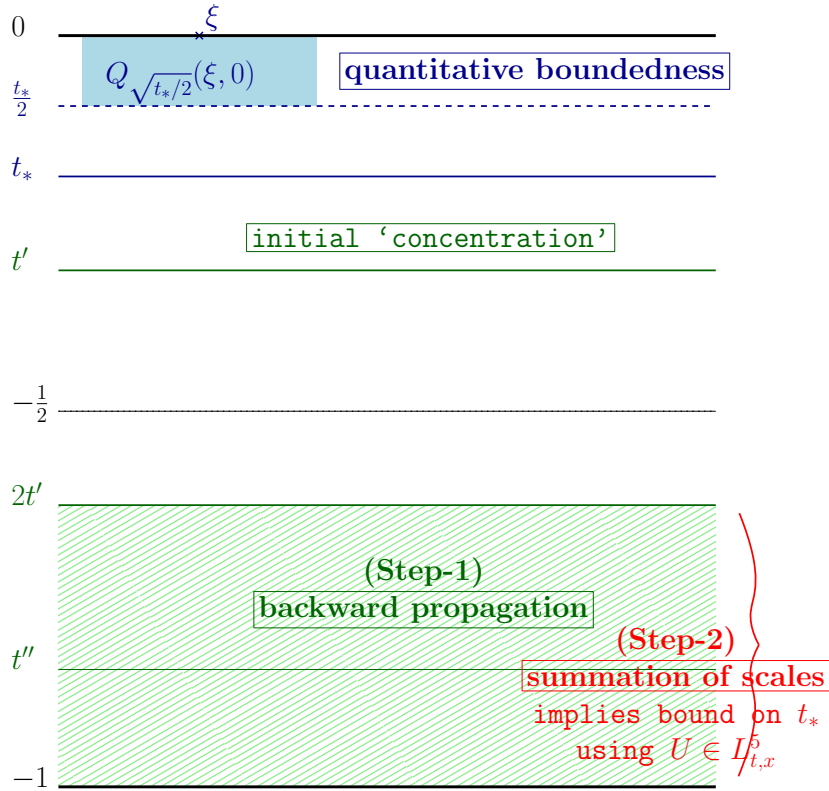 ξ
0
Q_{\sqrt{t_*/2}}(ξ, 0)
quantitative boundedness
t_*/2
t_*
initial ‘concentration’
t′
−1/2
2t′
(Step-1)
backward propagation
(Step-2)
t″
summation of scales
implies bound on t_*
using U ∈ L^5_{t,x}
−1